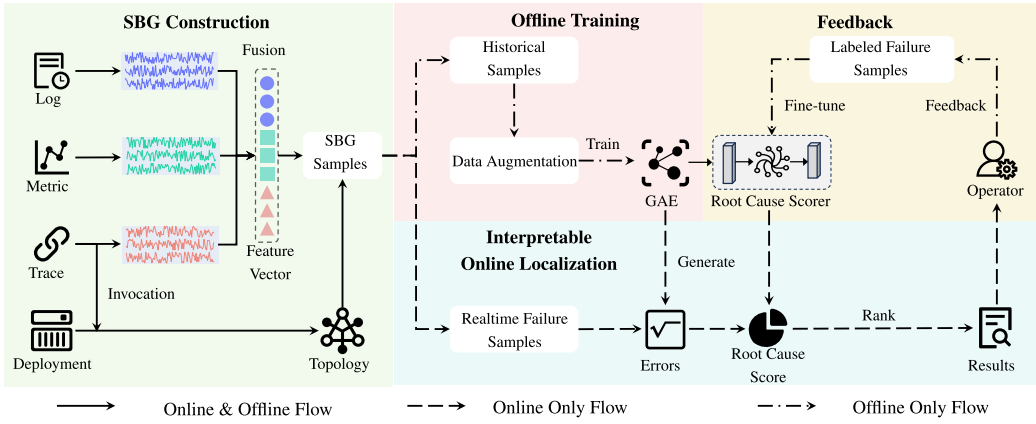 SBG Construction
Offline Training
Feedback
Log
Metric
Trace
Deployment
Invocation
Fusion
Feature
Vector
SBG
Samples
Topology
Historical
Samples
Data Augmentation
Train
GAE
Labeled Failure
Samples
Fine-tune
Feedback
Root Cause Scorer
Operator
Interpretable
Online Localization
Generate
Realtime Failure
Samples
Errors
Root Cause
Score
Rank
Results
Online & Offline Flow
Online Only Flow
Offline Only Flow